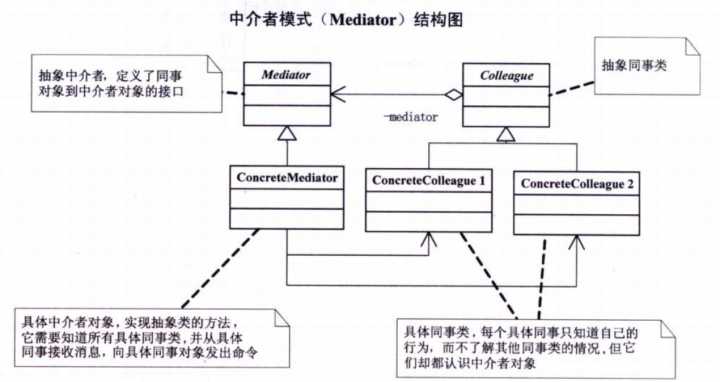 中介者模式（Mediator）结构图
抽象中介者，定义了同事
对象到中介者对象的接口
Mediator
Colleague
抽象同事类
-mediator
ConcreteMediator
ConcreteColleague 1
ConcreteColleague 2
具体中介者对象，实现抽象类的方法，
它需要知道所有具体同事类，并从具体
同事接收消息，向具体同事对象发出命令
具体同事类，每个具体同事只知道自己的
行为，而不了解其他同事类的情况，但它
们却都认识中介者对象